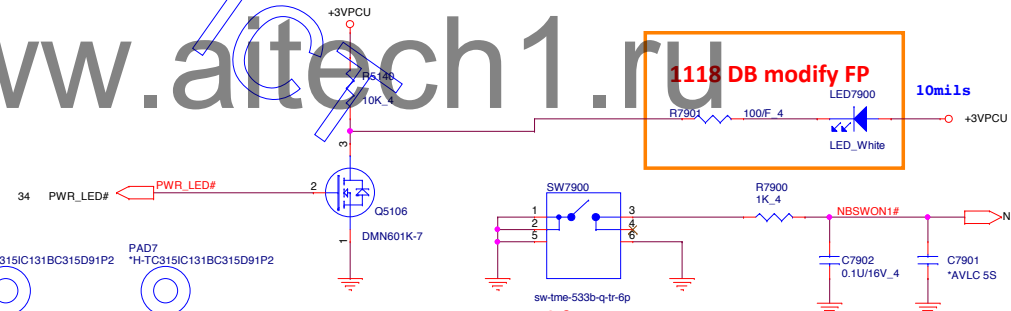 +3VPCU
www.aitech1.ru
1118 DB modify FP
R5140
10K_4
LED7900
10mils
R7901
100/F_4
+3VPCU
LED_White
3
34
PWR_LED#
PWR_LED#
2
Q5106
1
DMN601K-7
SW7900
1
2
5
3
4
6
R7900
1K_4
NBSWON1#
N
C7902
0.1U/16V_4
C7901
*AVLC 5S
sw-tme-533b-q-tr-6p
315IC131BC315D91P2
PAD7
*H-TC315IC131BC315D91P2